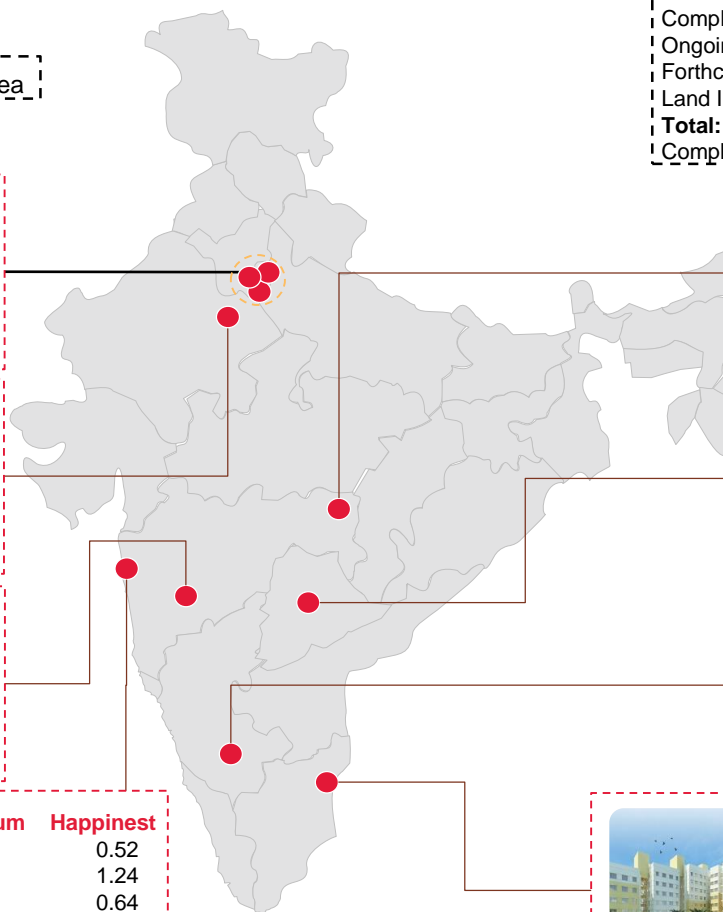 Compl
Ongoi
Forthc
ea
Land I
Total:
Compl
um Happinest
0.52
1.24
0.64